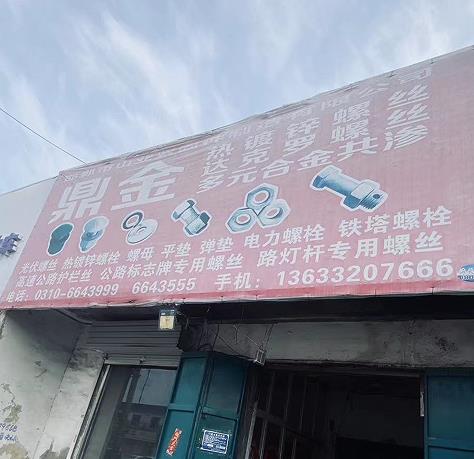 热镀锌螺丝
鼎金 达克罗螺丝
多元合金共渗
光伏螺丝 热镀锌螺栓 螺母 平垫 弹垫 电力螺栓 铁塔螺栓
高速公路护栏丝 公路标志牌专用螺丝 路灯杆专用螺丝
电话:0310-6643999 6643555 手机:13633207666